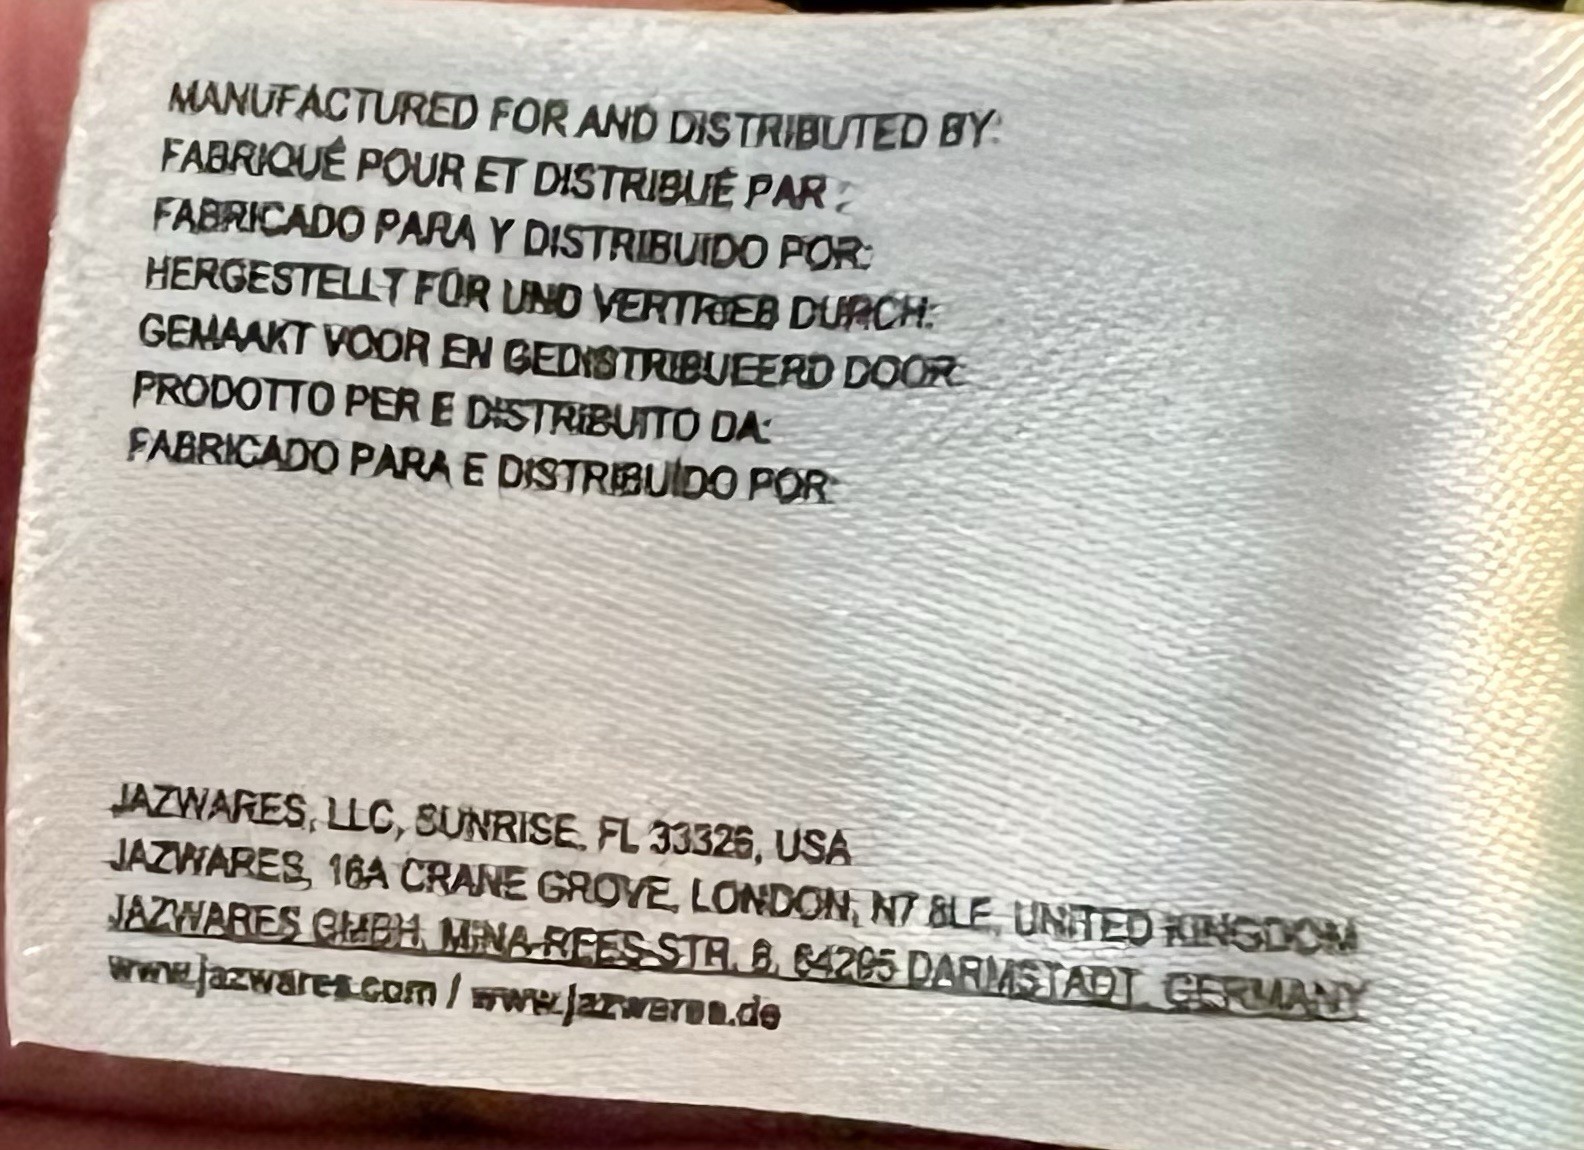 MANUFACTURED FOR AND DISTRIBUTED BY:
FABRIQUÉ POUR ET DISTRIBUÉ PAR :
FABRICADO PARA Y DISTRIBUIDO POR:
HERGESTELLT FÜR UND VERTRIEB DURCH:
GEMAAKT VOOR EN GEDISTRIBUEERD DOOR:
PRODOTTO PER E DISTRIBUITO DA:
FABRICADO PARA E DISTRIBUÍDO POR:
JAZWARES, LLC, SUNRISE, FL 33325, USA
JAZWARES, 16A CRANE GROVE, LONDON, N7 8LE, UNITED KINGDOM
JAZWARES GMBH, MINA-REES-STR. 8, 64295 DARMSTADT, GERMANY
www.jazwares.com / www.jazwares.de